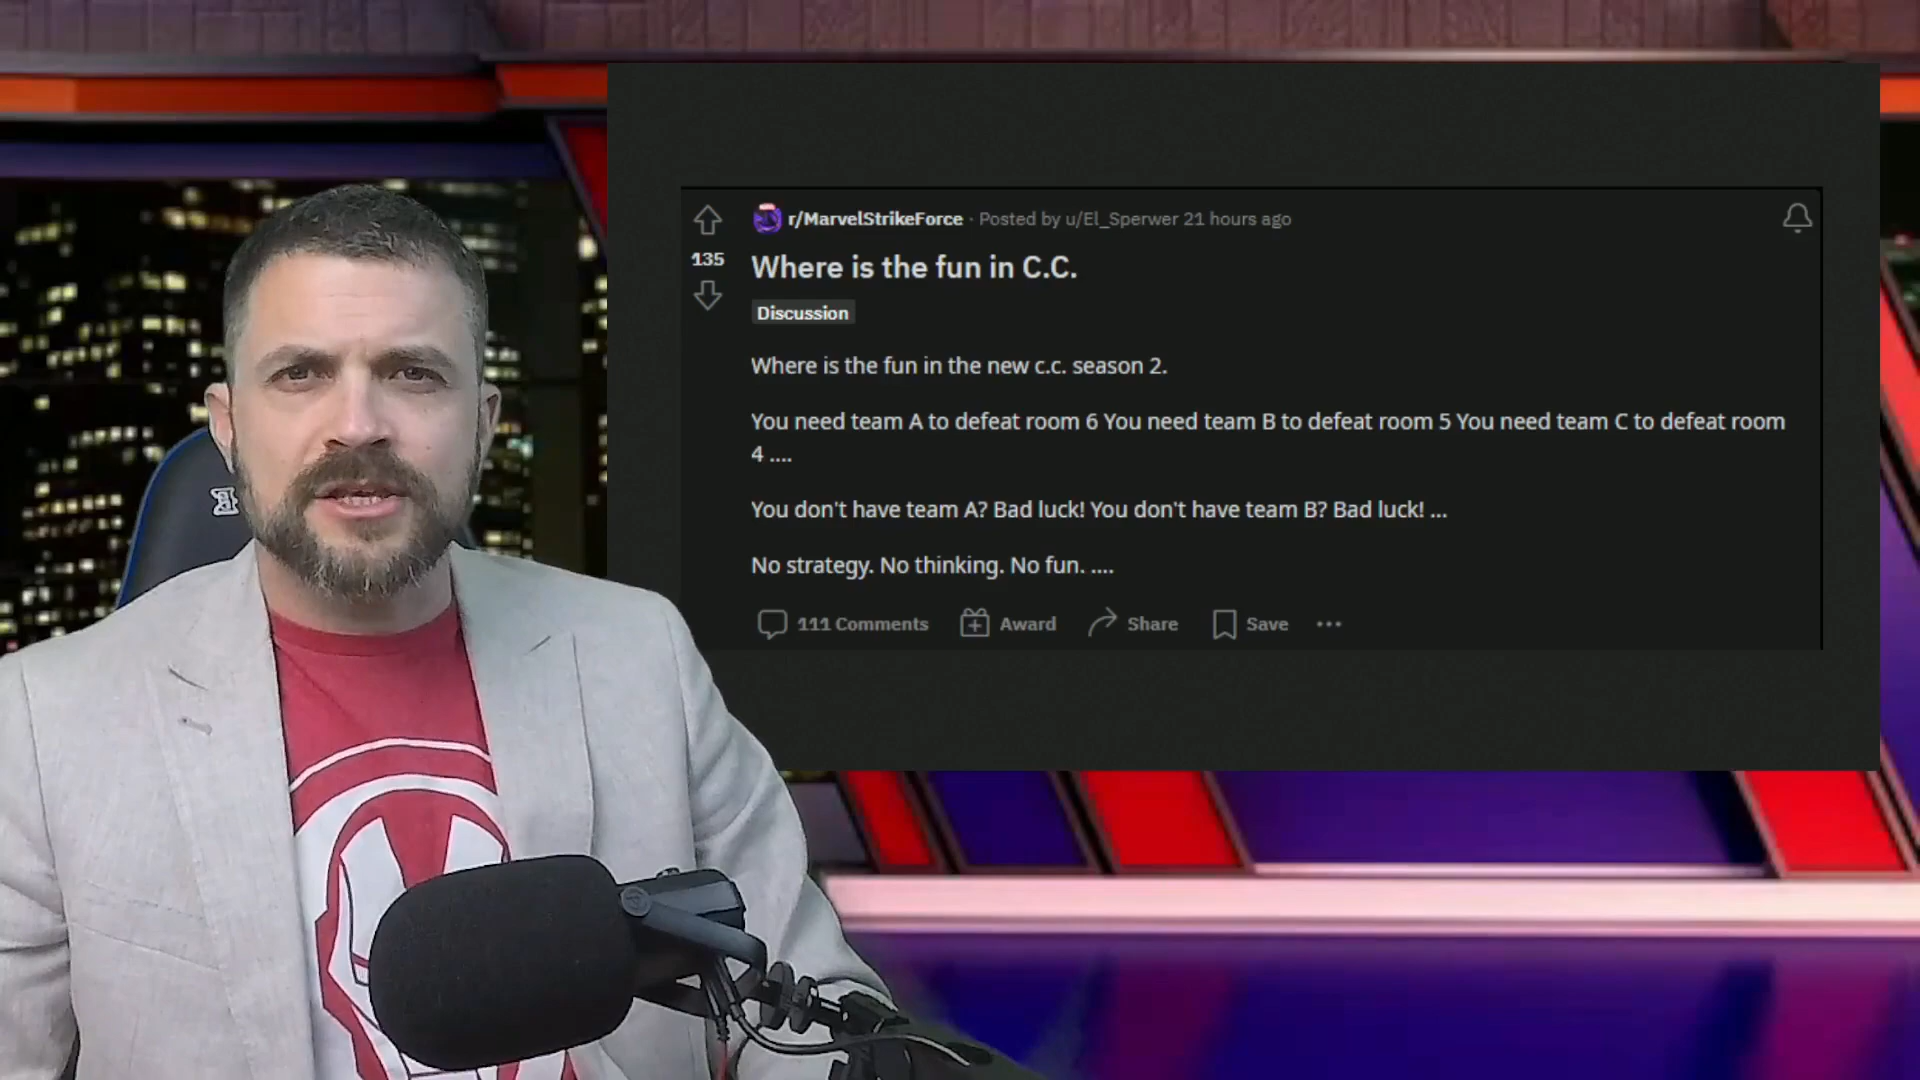 r/MarvelStrikeForce · Posted by u/El_Sperwer 21 hours ago
135
Where is the fun in C.C.
Discussion
Where is the fun in the new c.c. season 2.
You need team A to defeat room 6 You need team B to defeat room 5 You need team C to defeat room
4 ....
You don't have team A? Bad luck! You don't have team B? Bad luck! ...
No strategy. No thinking. No fun. ....
111 Comments Award Share Save